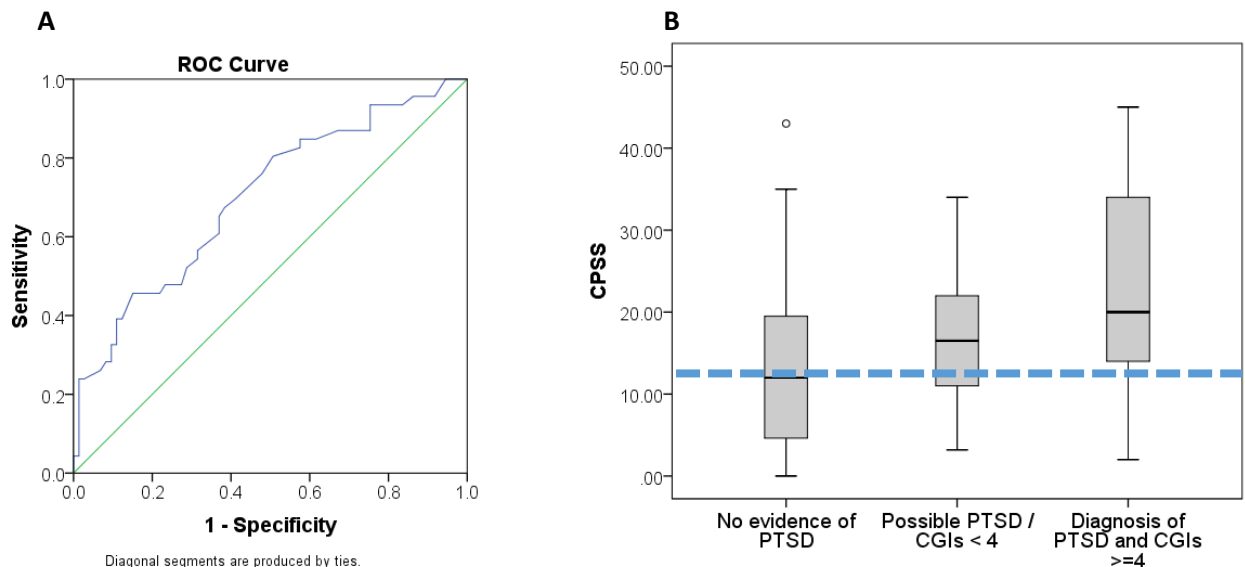 A
ROC Curve
1.0
0.8
0.6
0.4
0.2
0.0
Sensitivity
0.0 0.2 0.4 0.6 0.8 1.0
1 - Specificity
Diagonal segments are produced by ties.
B
50.00
40.00
30.00
20.00
10.00
.00
CPSS
No evidence of
PTSD
Possible PTSD /
CGIs < 4
Diagnosis of
PTSD and CGIs
>=4